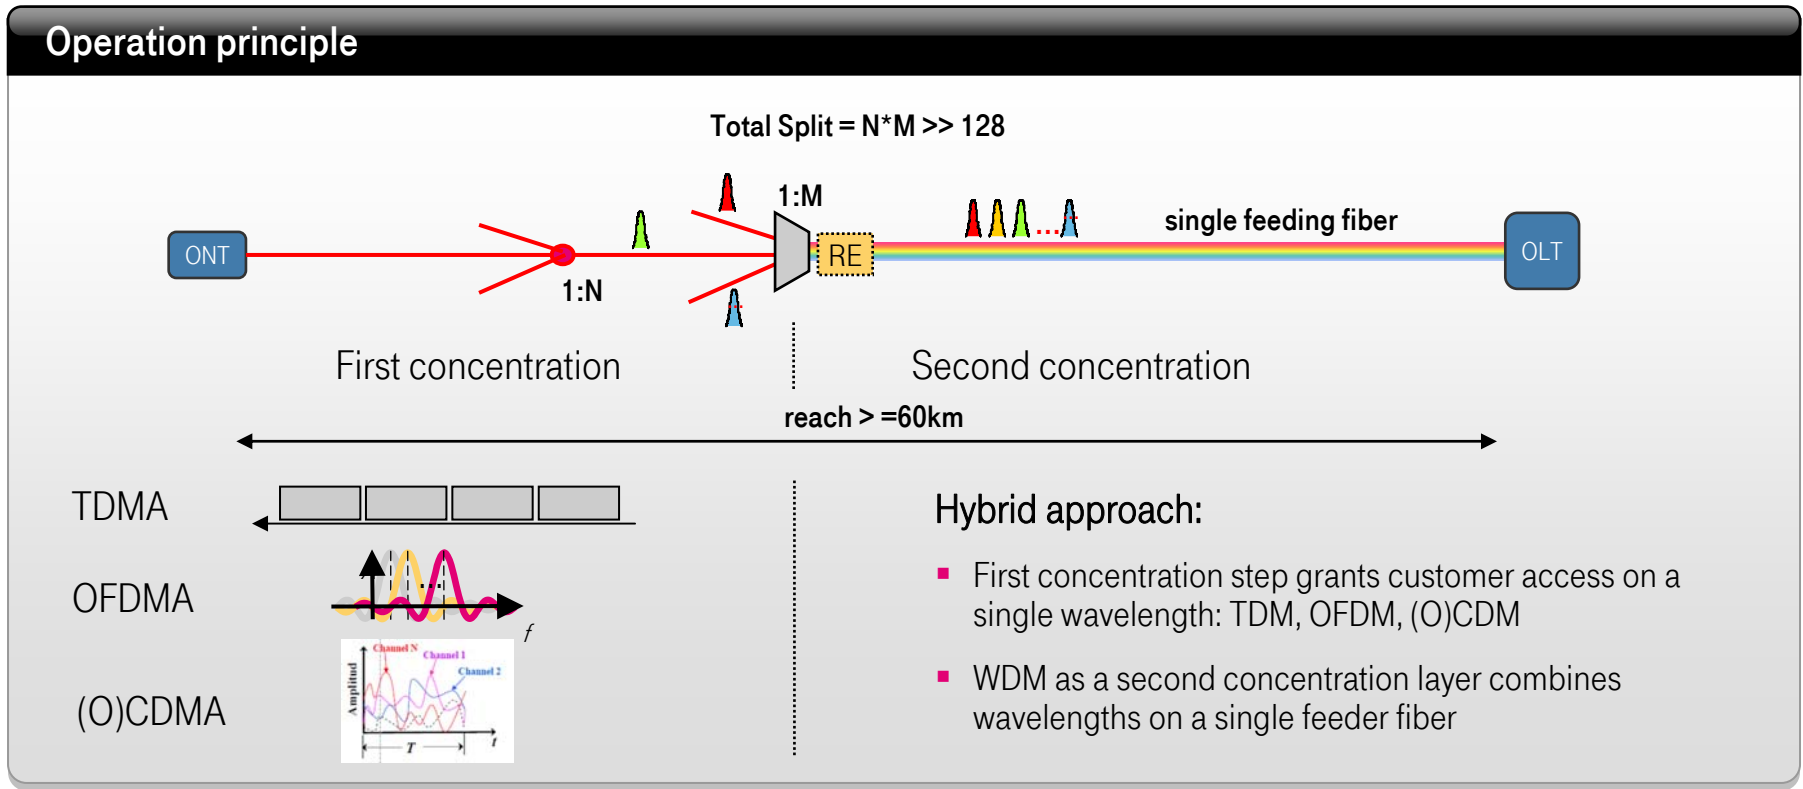 Operation principle
Total Split = N*M >> 128
1:M
single feeding fiber
ONT
RE
OLT
1:N
First concentration
Second concentration
reach > =60km
TDMA
OFDMA
...
f
(O)CDMA
Channel N
Channel 1
Channel 2
Amplitud
T
t
Hybrid approach:
First concentration step grants customer access on a
single wavelength: TDM, OFDM, (O)CDM
WDM as a second concentration layer combines
wavelengths on a single feeder fiber